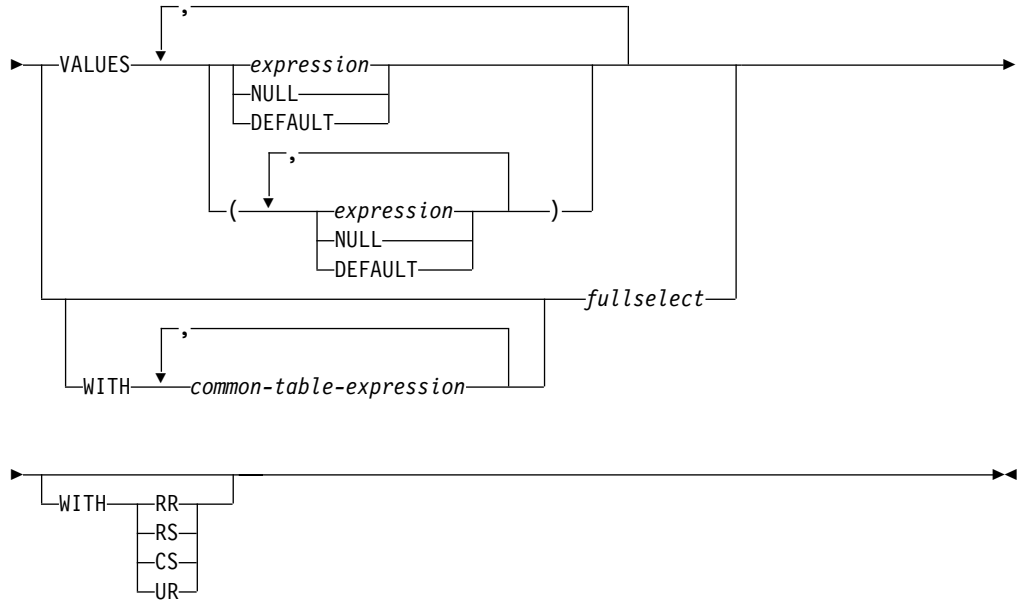 ,
VALUES expression
NULL
DEFAULT
,
( expression )
NULL
DEFAULT
fullselect
,
WITH common-table-expression
WITH RR
RS
CS
UR